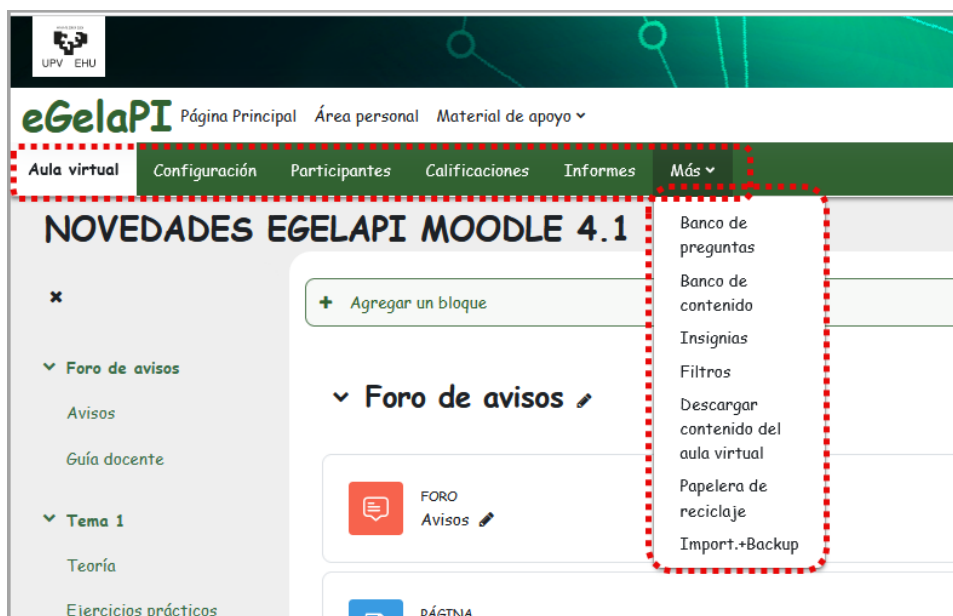 UPV EHU
eGelaPI Página Principal Área personal Material de apoyo
Aula virtual Configuración Participantes Calificaciones Informes Más
NOVEDADES EGELAPI MOODLE 4.1
Banco de
preguntas
Banco de
contenido
Insignias
Filtros
Descargar
contenido del
aula virtual
Papelera de
reciclaje
Import.+Backup
Agregar un bloque
Foro de avisos
Avisos
Guía docente
Tema 1
Teoría
Ejercicios prácticos
Foro de avisos
FORO
Avisos
PÁGINA